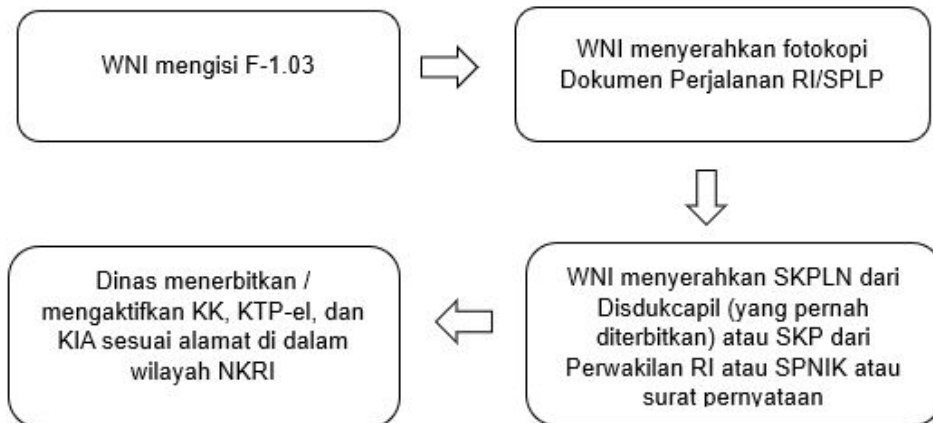 WNI mengisi F-1.03
WNI menyerahkan fotokopi
Dokumen Perjalanan RI/SPLP
WNI menyerahkan SKPLN dari
Disdukcapil (yang pernah
diterbitkan) atau SKP dari
Perwakilan RI atau SPNIK atau
surat pernyataan
Dinas menerbitkan /
mengaktifkan KK, KTP-el, dan
KIA sesuai alamat di dalam
wilayah NKRI